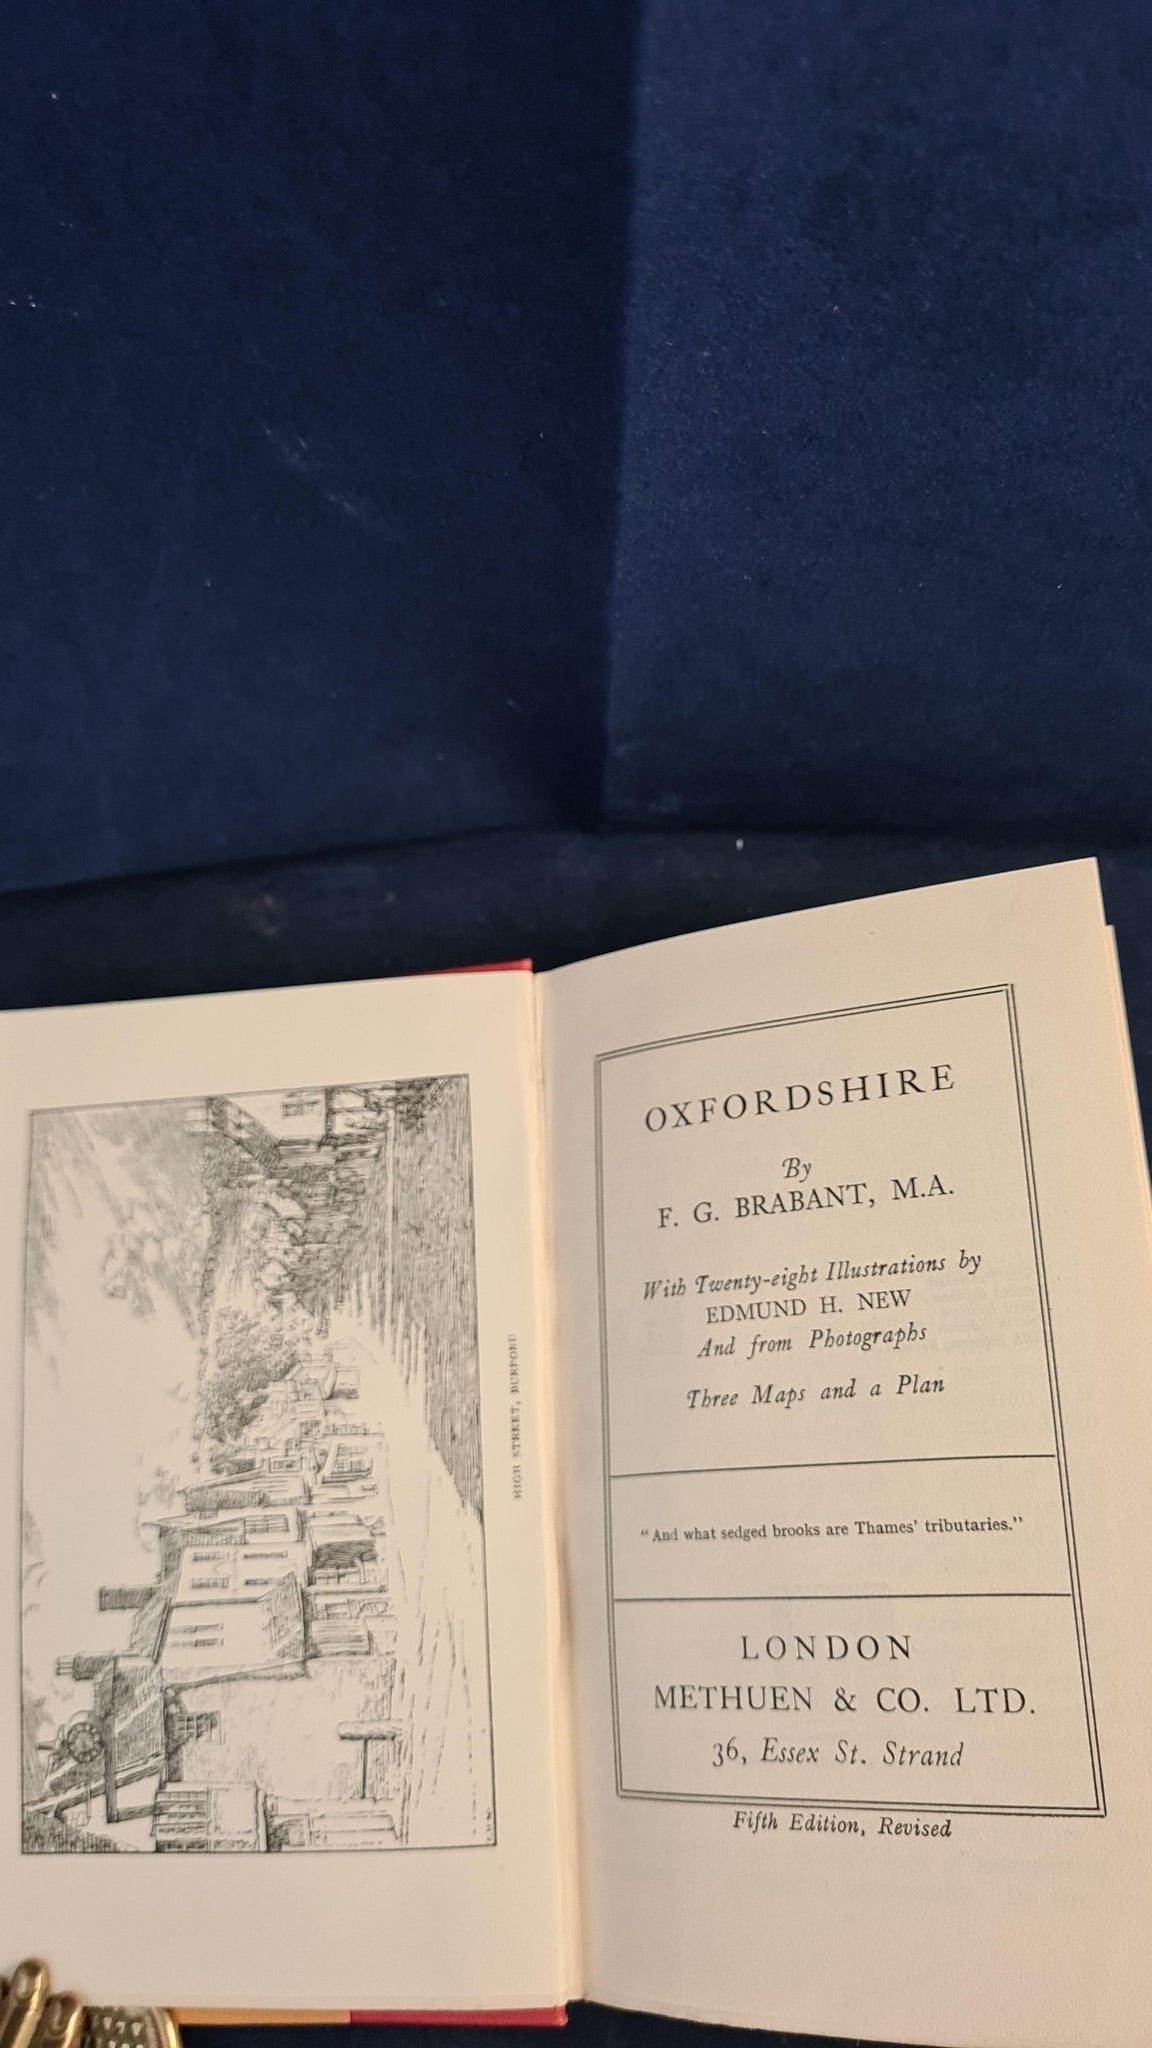 HIGH STREET, BURFORD
OXFORDSHIRE
By
F. G. BRABANT, M.A.
With Twenty-eight Illustrations by
EDMUND H. NEW
And from Photographs
Three Maps and a Plan
"And what sedged brooks are Thames' tributaries."
LONDON
METHUEN & CO. LTD.
36, Essex St. Strand
Fifth Edition, Revised